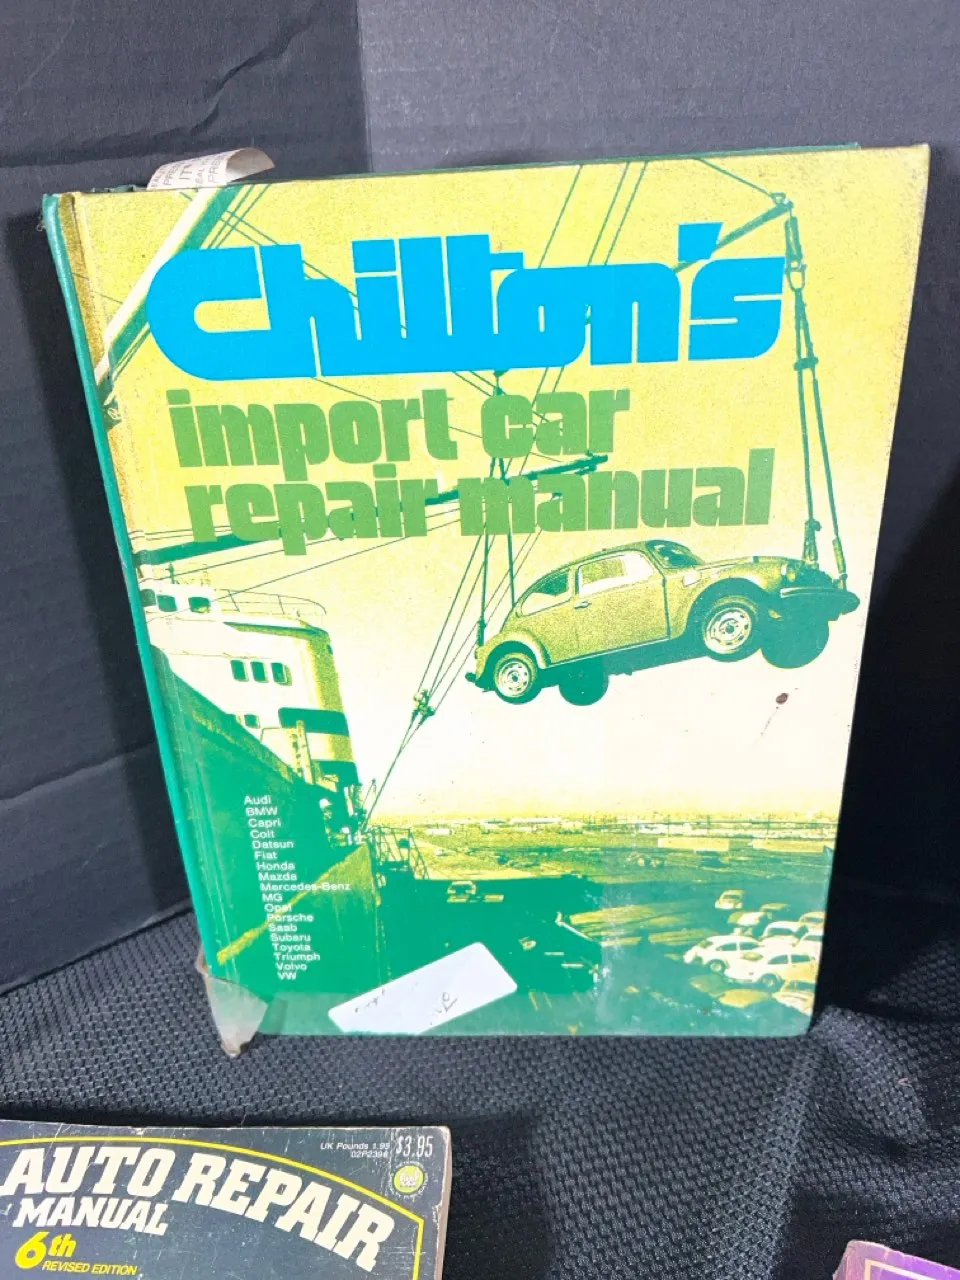 Chilton's
import car
repair manual
Audi
BMW
Capri
Colt
Datsun
Fiat
Honda
Mazda
Mercedes-Benz
MG
Opel
Porsche
Saab
Subaru
Toyota
Triumph
Volvo
VW
UK Pounds 1.95
02P2398
$3.95
AUTO REPAIR
MANUAL
6th
REVISED EDITION